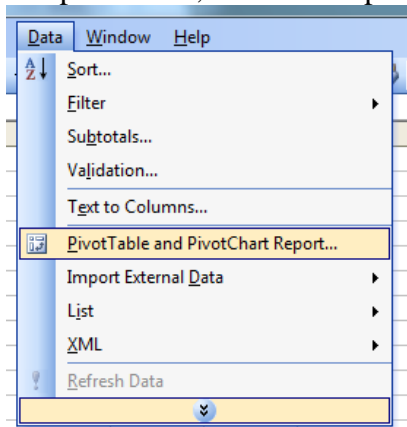 Data Window Help
Sort...
Filter
Subtotals...
Validation...
Text to Columns...
PivotTable and PivotChart Report...
Import External Data
List
XML
Refresh Data